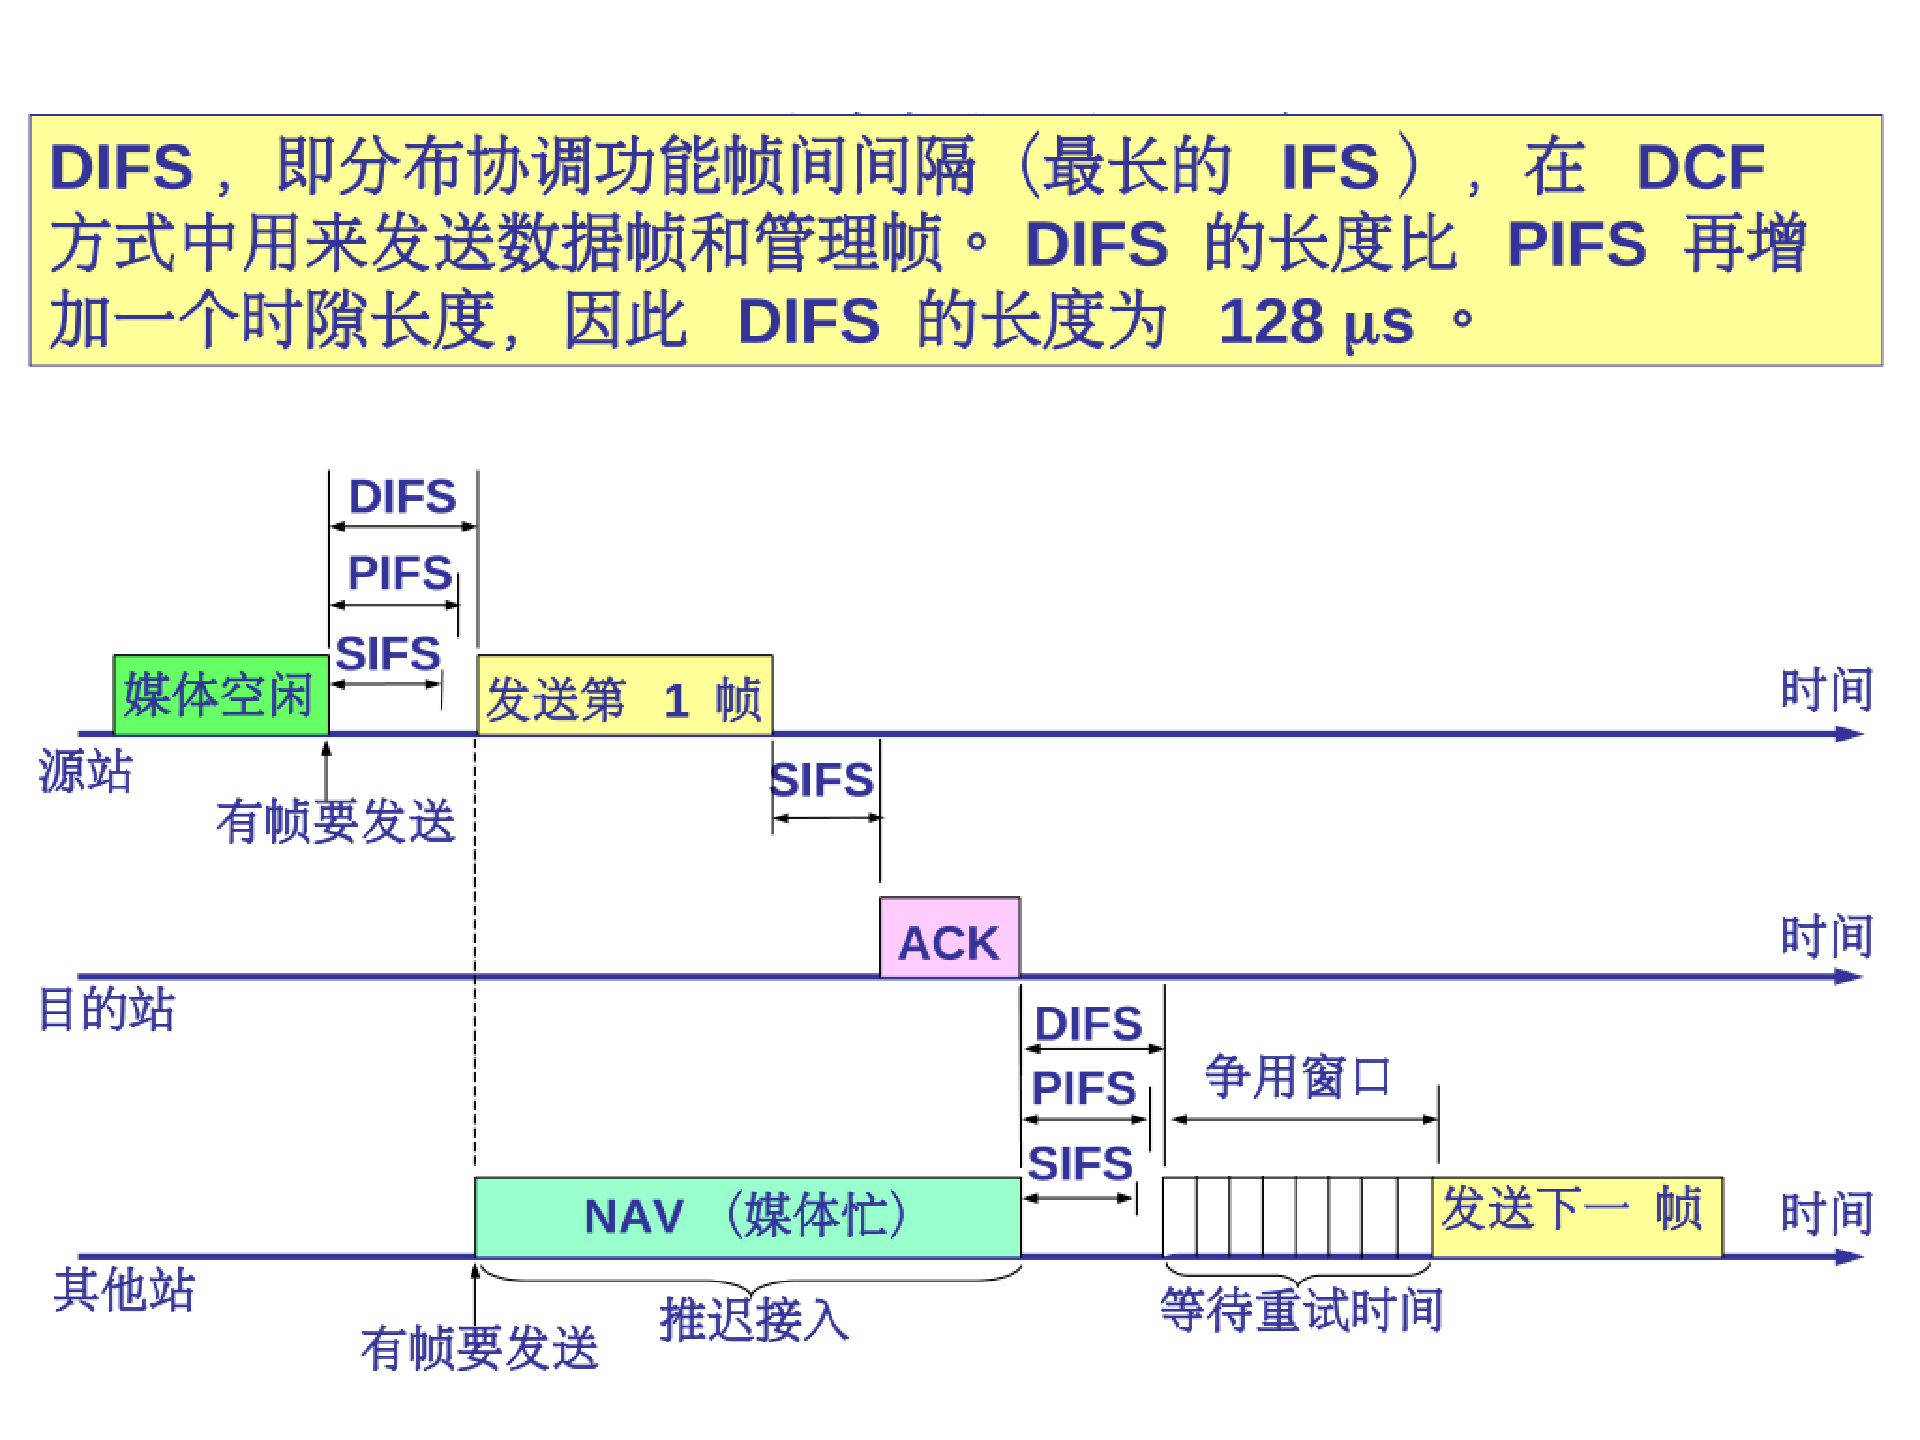 DIFS，即分布协调功能帧间间隔（最长的 IFS），在 DCF
方式中用来发送数据帧和管理帧。DIFS 的长度比 PIFS 再增
加一个时隙长度，因此 DIFS 的长度为 128 μs。
DIFS
PIFS
SIFS
媒体空闲
发送第 1 帧
时间
源站
SIFS
有帧要发送
ACK
时间
目的站
DIFS
争用窗口
PIFS
SIFS
NAV （媒体忙）
发送下一 帧
时间
其他站
推迟接入
等待重试时间
有帧要发送